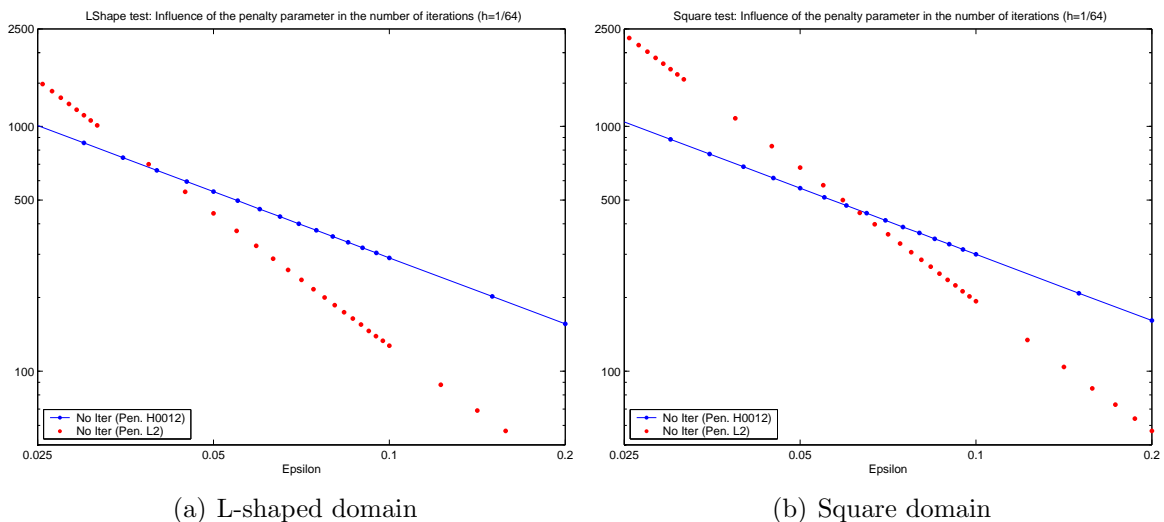 LShape test: Influence of the penalty parameter in the number of iterations (h=1/64)
2500
1000
500
100
No Iter (Pen. H0012)
No Iter (Pen. L2)
0.025
0.05
0.1
0.2
Epsilon
(a) L-shaped domain
Square test: Influence of the penalty parameter in the number of iterations (h=1/64)
2500
1000
500
100
No Iter (Pen. H0012)
No Iter (Pen. L2)
0.025
0.05
0.1
0.2
Epsilon
(b) Square domain